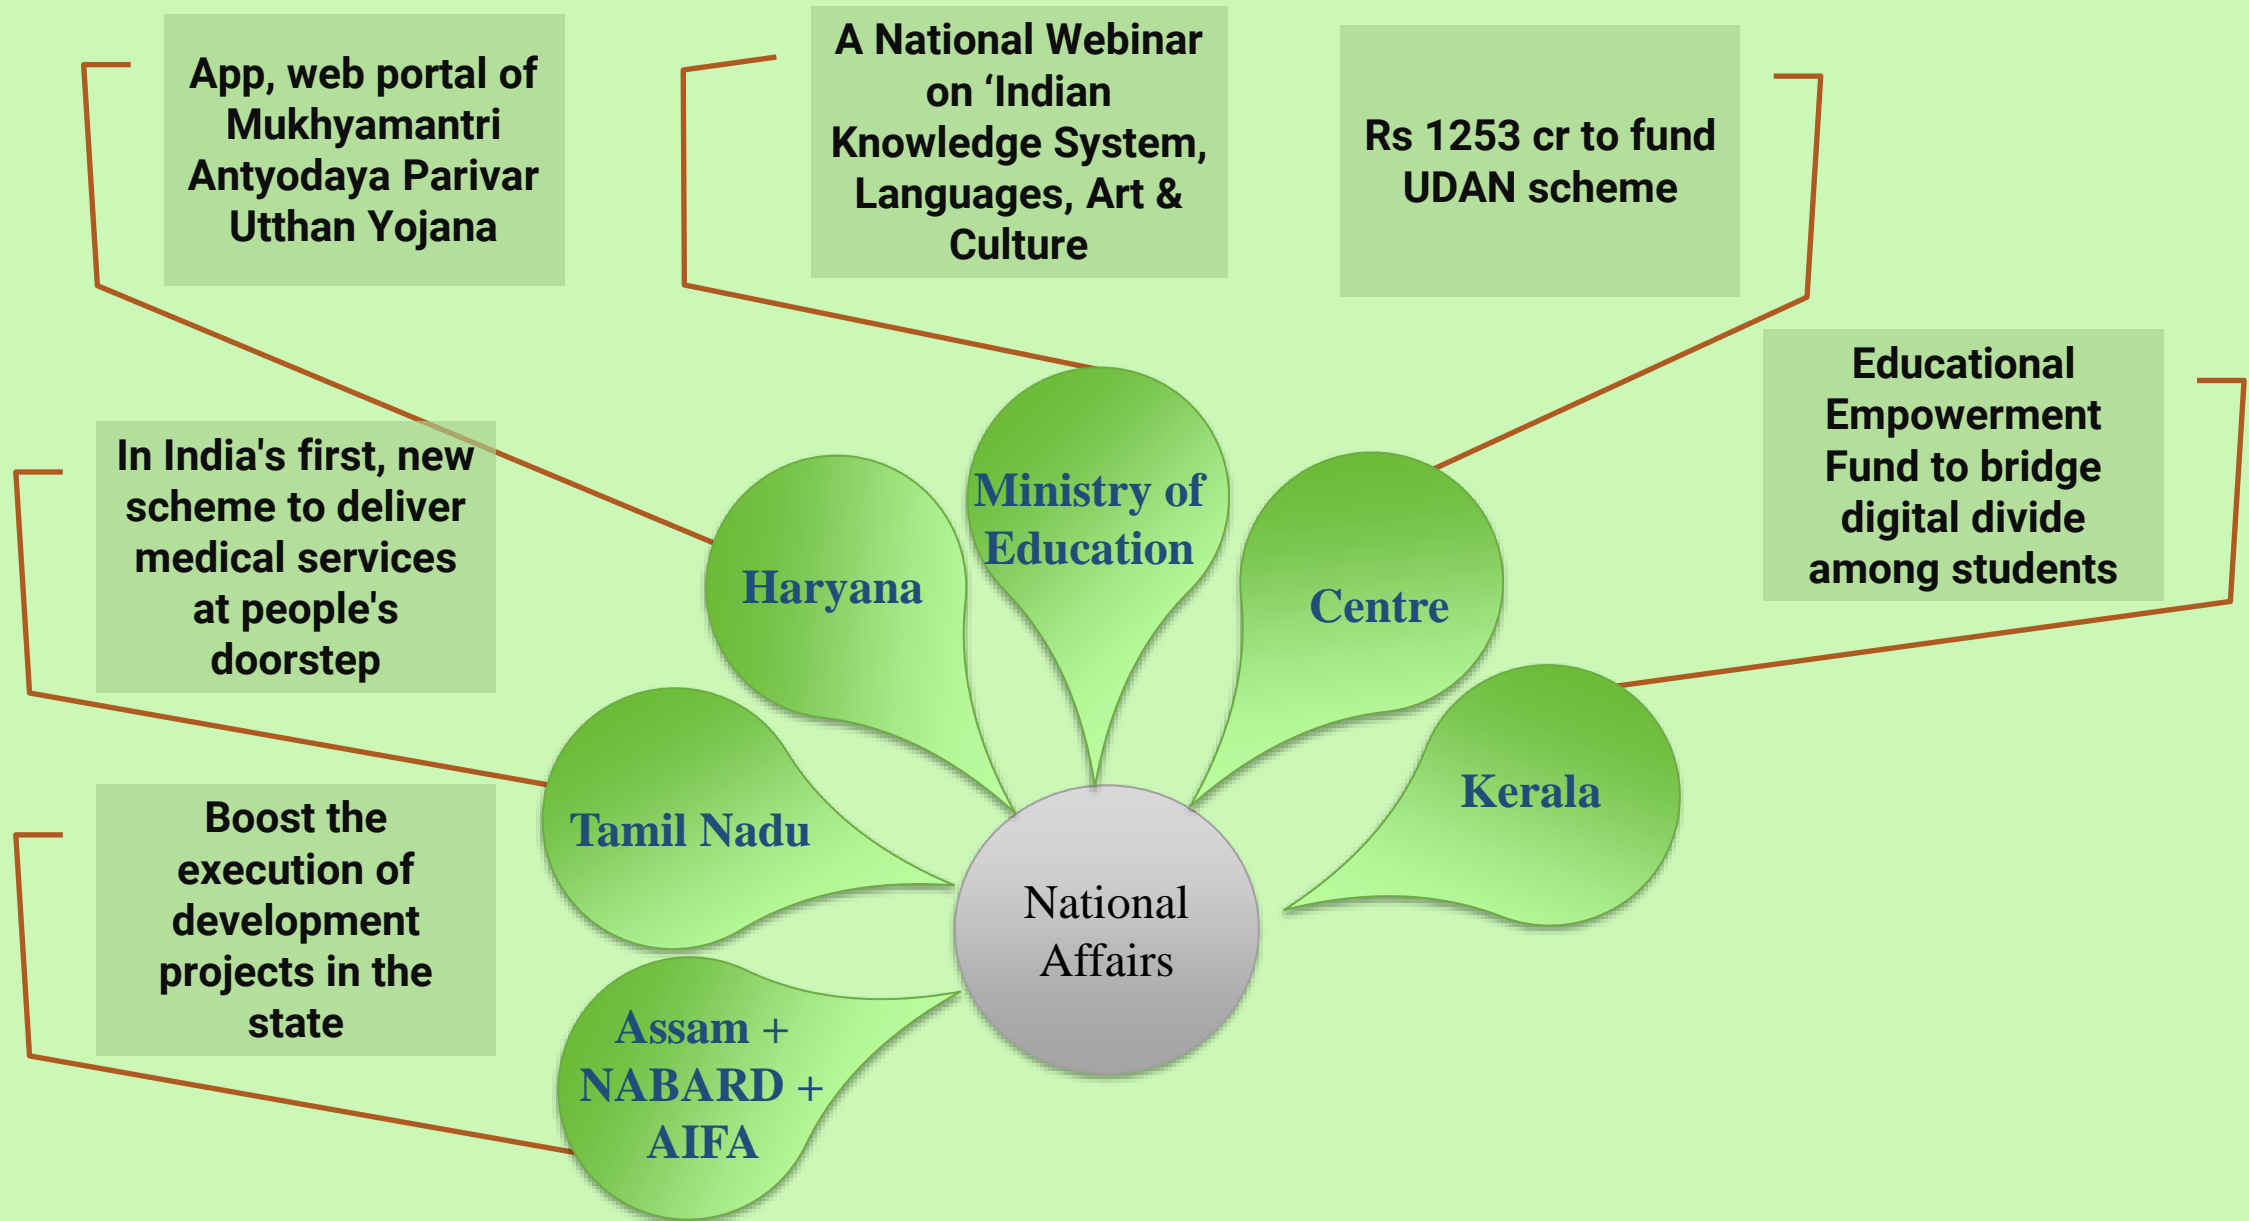 App, web portal of
Mukhyamantri
Antyodaya Parivar
Utthan Yojana
A National Webinar
on ‘Indian
Knowledge System,
Languages, Art &
Culture
Rs 1253 cr to fund
UDAN scheme
Educational
Empowerment
Fund to bridge
digital divide
among students
In India's first, new
scheme to deliver
medical services
at people's
doorstep
Boost the
execution of
development
projects in the
state
Haryana
Ministry of
Education
Centre
Kerala
Tamil Nadu
Assam +
NABARD +
AIFA
National
Affairs